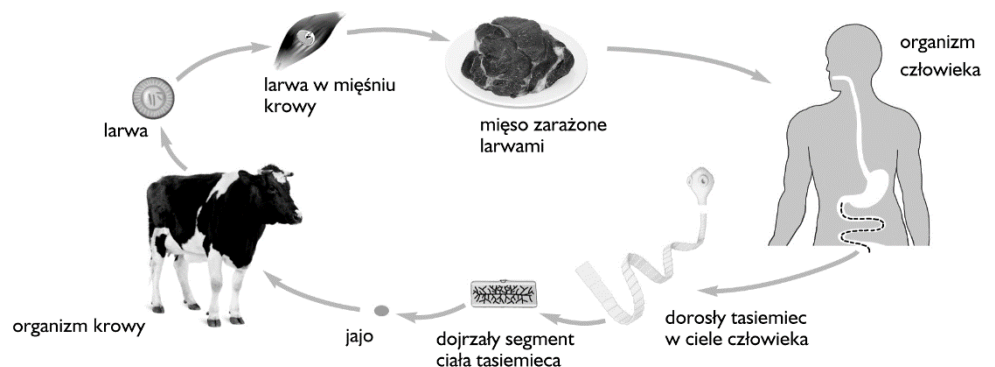 larwa
larwa w mięśniu
krowy
mięso zarażone
larwami
organizm
człowieka
dorosły tasiemiec
w ciele człowieka
dojrzały segment
ciała tasiemieca
jajo
organizm krowy